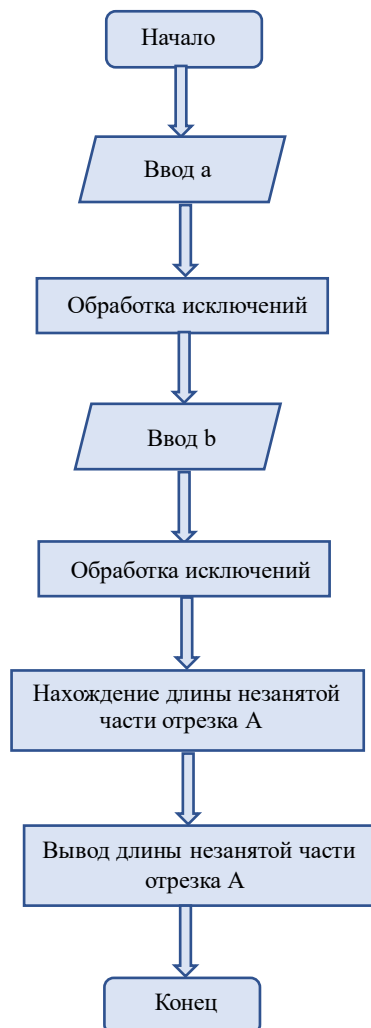 Начало
Ввод a
Обработка исключений
Ввод b
Обработка исключений
Нахождение длины незанятой
части отрезка A
Вывод длины незанятой части
отрезка A
Конец